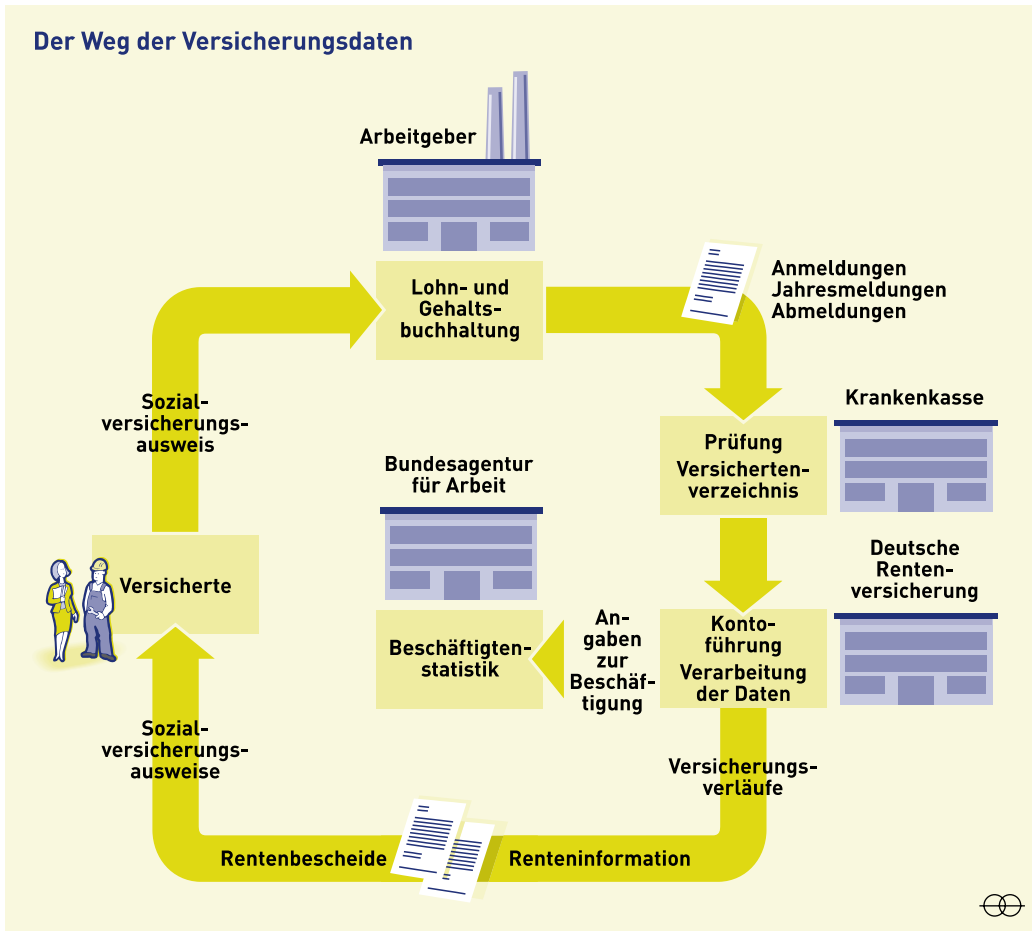 Der Weg der Versicherungsdaten
Arbeitgeber
Lohn- und
Gehalts-
buchhaltung
Anmeldungen
Jahresmeldungen
Abmeldungen
Krankenkasse
Prüfung
Versicherten-
verzeichnis
Deutsche
Renten-
versicherung
Konto-
führung
Verarbeitung
der Daten
An-
gaben
zur
Beschäf-
tigung
Bundesagentur
für Arbeit
Beschäftigten-
statistik
Versicherungs-
verläufe
Renteninformation
Rentenbescheide
Sozial-
versicherungs-
ausweise
Versicherte
Sozial-
versicherungs-
ausweis